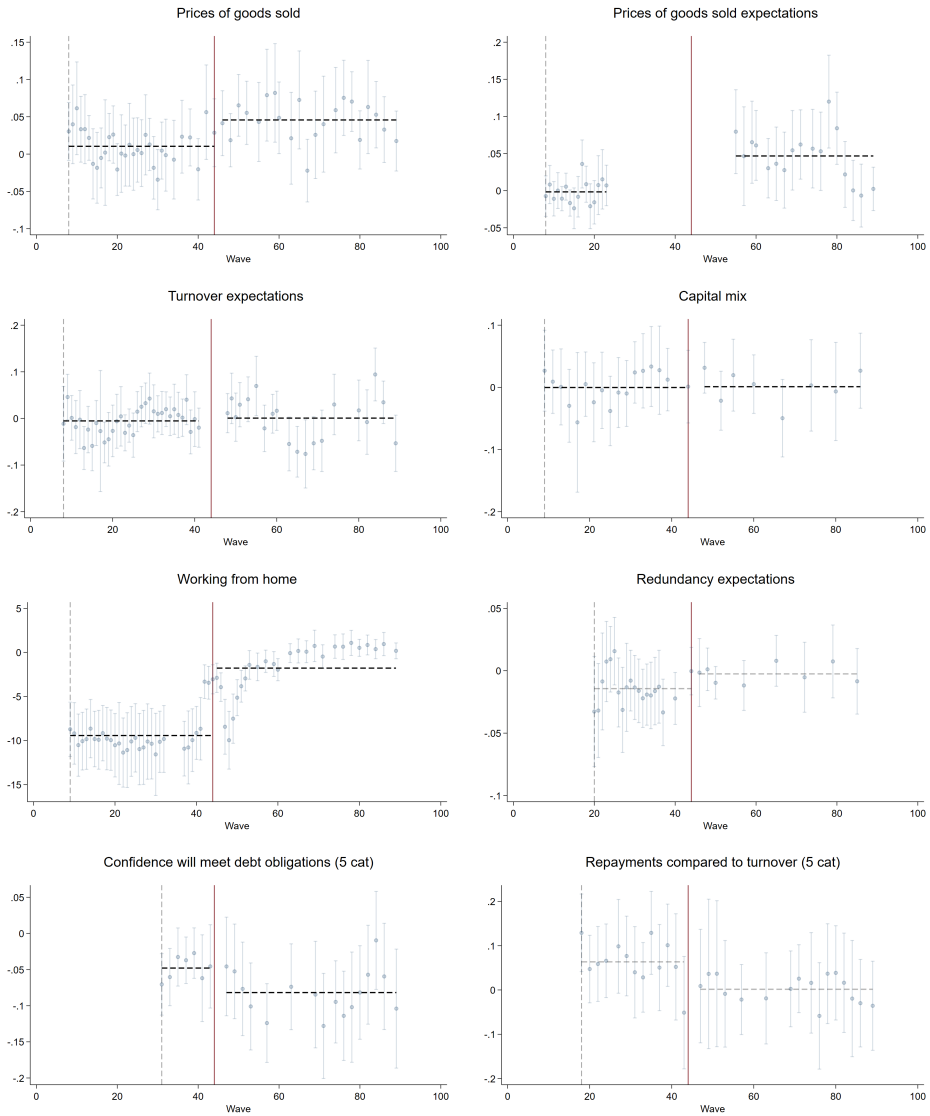 Prices of goods sold
.15
.1
.05
0
-.05
-.1
0 20 40 60 80 100
Wave
Prices of goods sold expectations
.2
.15
.1
.05
0
-.05
0 20 40 60 80 100
Wave
Turnover expectations
.2
.1
0
-.1
-.2
0 20 40 60 80 100
Wave
Capital mix
.1
0
-.1
-.2
0 20 40 60 80 100
Wave
Working from home
5
0
-5
-10
-15
0 20 40 60 80 100
Wave
Redundancy expectations
.05
0
-.05
-.1
0 20 40 60 80 100
Wave
Confidence will meet debt obligations (5 cat)
.05
0
-.05
-.1
-.15
-.2
0 20 40 60 80 100
Wave
Repayments compared to turnover (5 cat)
.2
.1
0
-.1
-.2
0 20 40 60 80 100
Wave